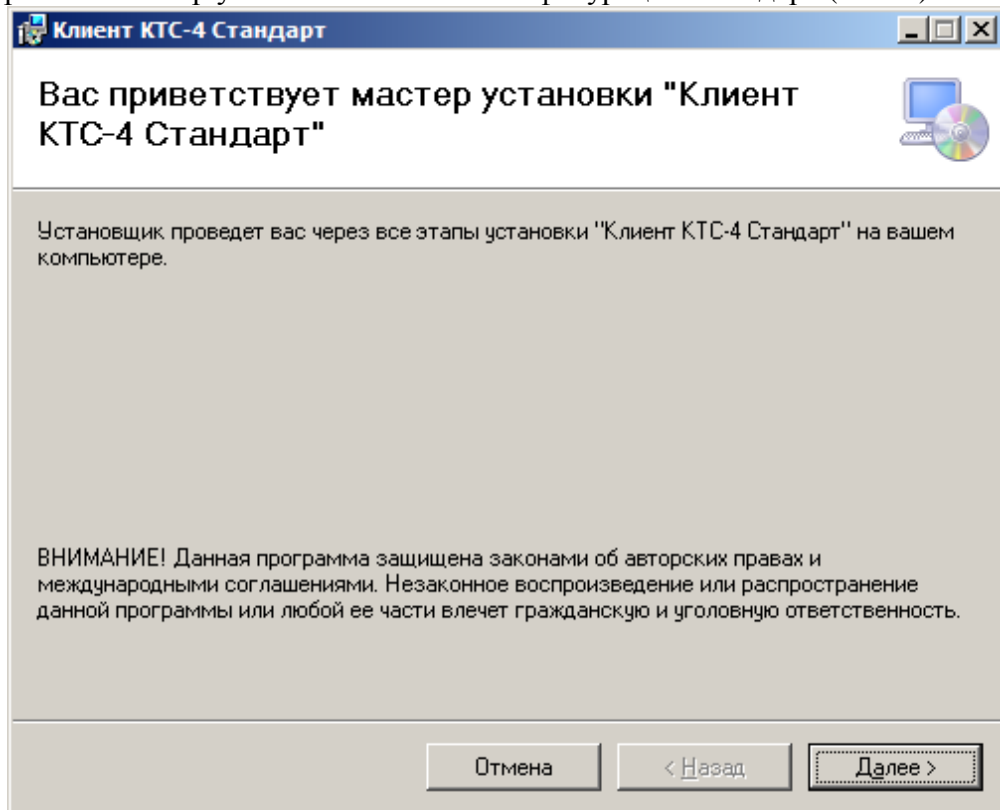 Клиент КТС-4 Стандарт
Вас приветствует мастер установки "Клиент
КТС-4 Стандарт"
Установщик проведет вас через все этапы установки "Клиент КТС-4 Стандарт" на вашем
компьютере.
ВНИМАНИЕ! Данная программа защищена законами об авторских правах и
международными соглашениями. Незаконное воспроизведение или распространение
данной программы или любой ее части влечет гражданскую и уголовную ответственность.
Отмена
< Назад
Далее >